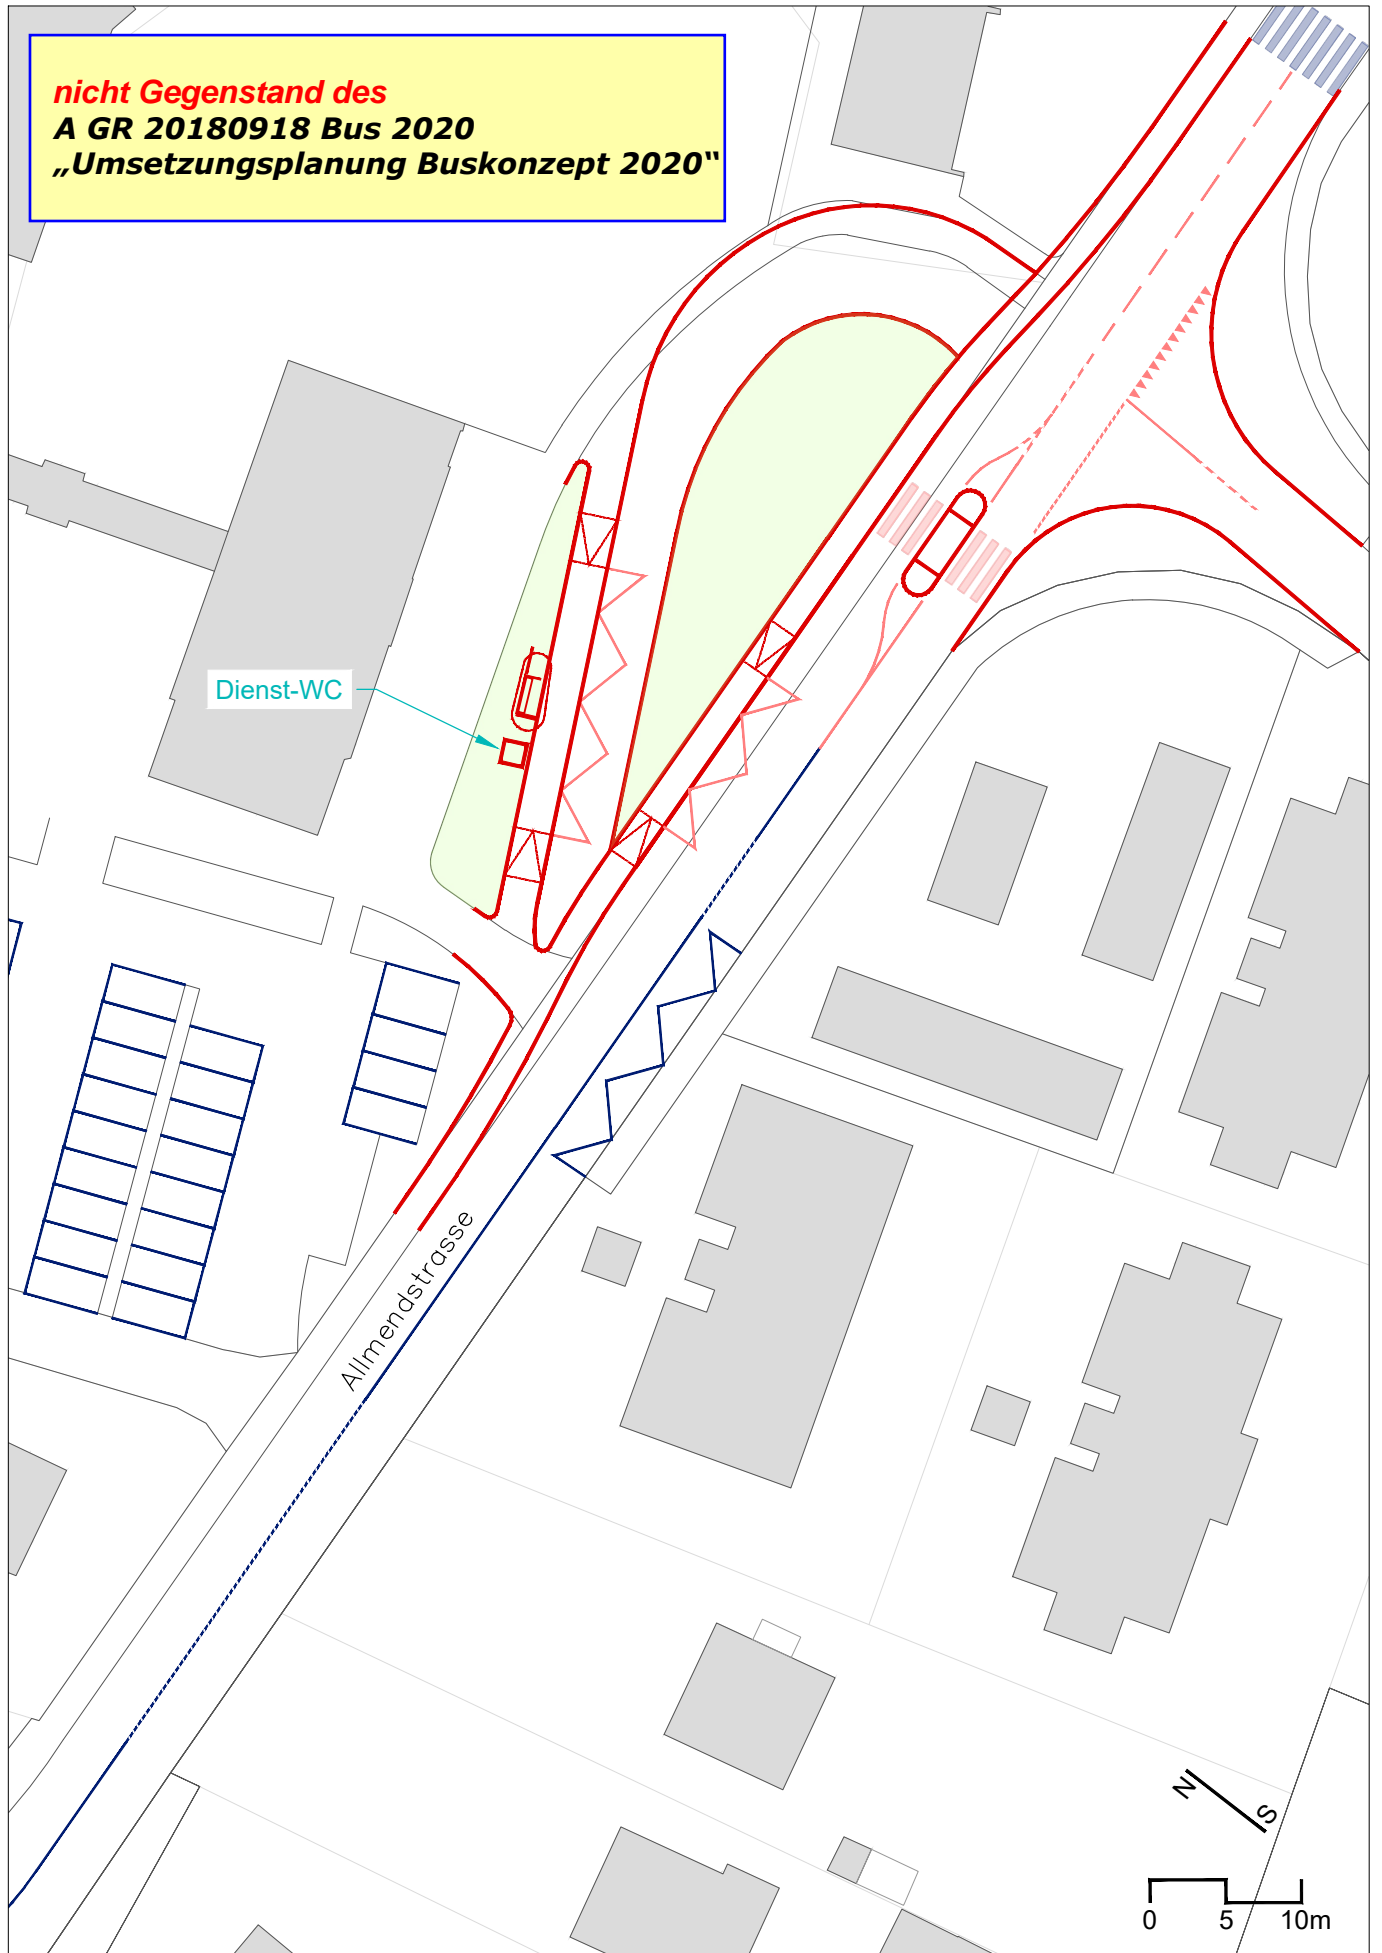 nicht Gegenstand des
A GR 20180918 Bus 2020
„Umsetzungsplanung Buskonzept 2020“
Dienst-WC
Allmendstrasse
N
S
0 5 10m